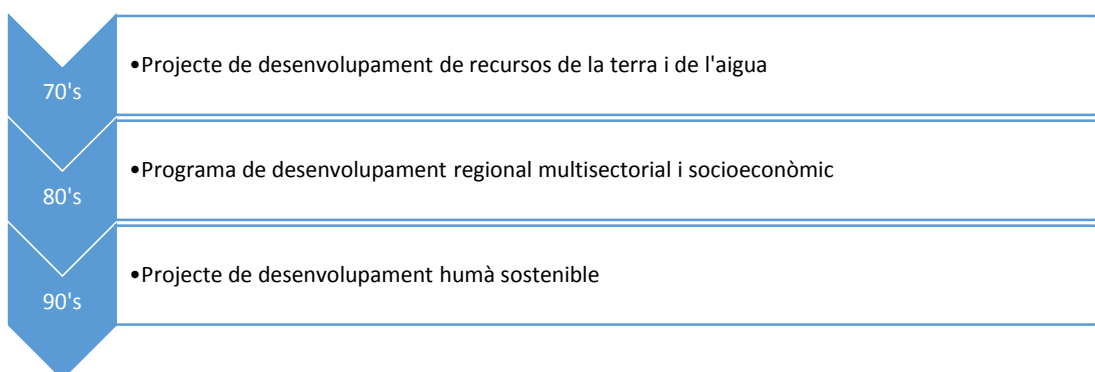 70's
•Projecte de desenvolupament de recursos de la terra i de l'aigua
80's
•Programa de desenvolupament regional multisectorial i socioeconòmic
90's
•Projecte de desenvolupament humà sostenible